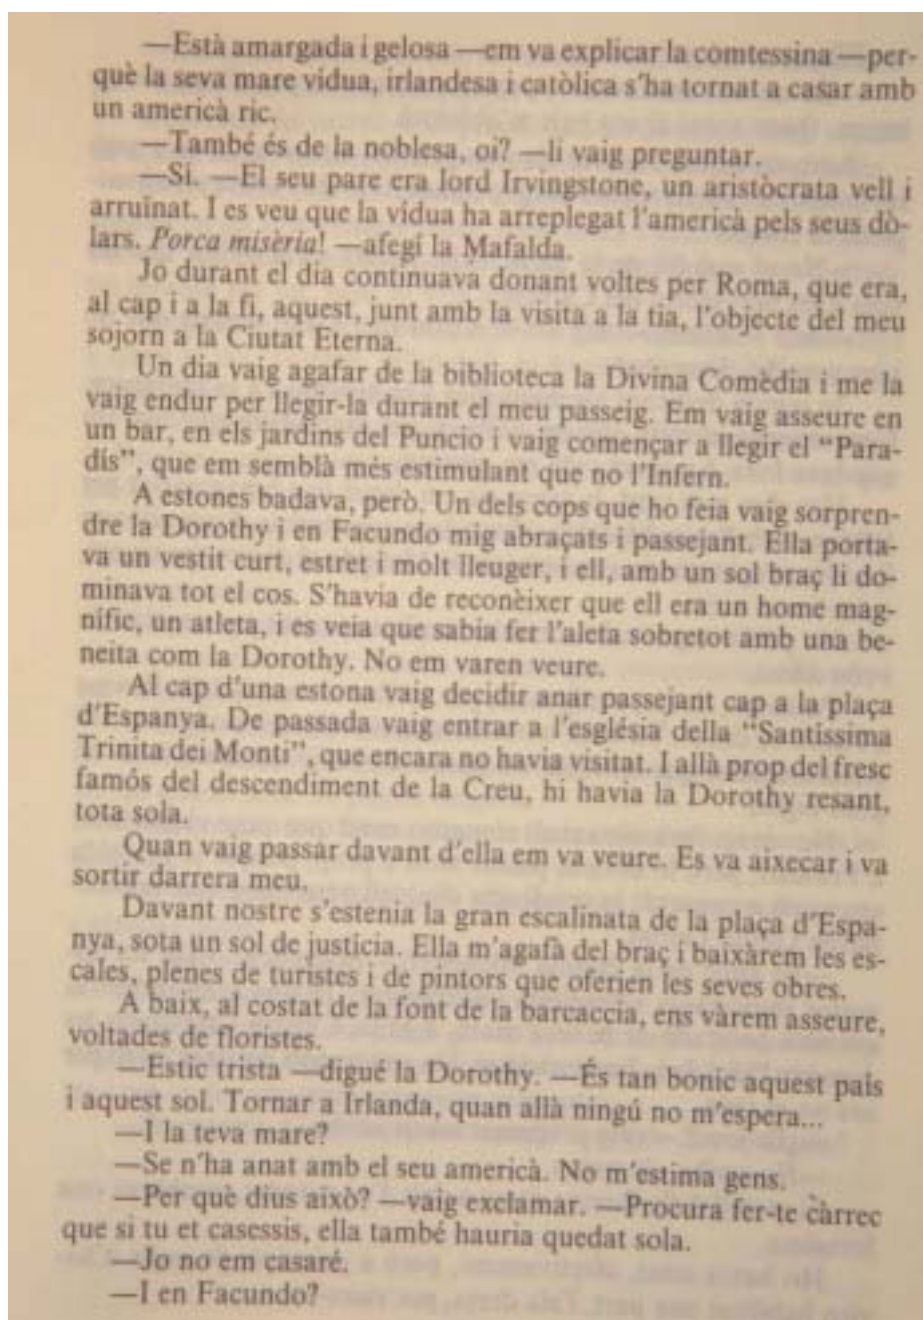 —Està amargada i gelosa —em va explicar la comtessina —per-
què la seva mare vídua, irlandesa i catòlica s'ha tornat a casar amb
un americà ric.
—També és de la noblesa, oi? —li vaig preguntar.
—Si. —El seu pare era lord Irvingstone, un aristòcrata vell i
arruïnat. I es veu que la vídua ha arreplegat l'americà pels seus dò-
lars. Porca misèria! —afegí la Mafalda.
Jo durant el dia continuava donant voltes per Roma, que era,
al cap i a la fi, aquest, junt amb la visita a la tia, l'objecte del meu
sojorn a la Ciutat Eterna.
Un dia vaig agafar de la biblioteca la Divina Comèdia i me la
vaig endur per llegir-la durant el meu passeig. Em vaig asseure en
un bar, en els jardins del Puncio i vaig començar a llegir el "Para-
dís", que em semblà més estimulant que no l'Infern.
A estones badava, però. Un dels cops que ho feia vaig sorpren-
dre la Dorothy i en Facundo mig abraçats i passejant. Ella porta-
va un vestit curt, estret i molt lleuger, i ell, amb un sol braç li do-
minava tot el cos. S'havia de reconèixer que ell era un home mag-
nífic, un atleta, i es veia que sabia fer l'aleta sobretot amb una be-
neita com la Dorothy. No em varen veure.
Al cap d'una estona vaig decidir anar passejant cap a la plaça
d'Espanya. De passada vaig entrar a l'església della "Santissima
Trinita dei Monti", que encara no havia visitat. I allà prop del fresc
famós del descendiment de la Creu, hi havia la Dorothy resant,
tota sola.
Quan vaig passar davant d'ella em va veure. Es va aixecar i va
sortir darrera meu.
Davant nostre s'estenia la gran escalinata de la plaça d'Espa-
nya, sota un sol de justícia. Ella m'agafà del braç i baixàrem les es-
cales, plenes de turistes i de pintors que oferien les seves obres.
A baix, al costat de la font de la barcaccia, ens vàrem asseure,
voltades de floristes.
—Estic trista —digué la Dorothy. —És tan bonic aquest país
i aquest sol. Tornar a Irlanda, quan allà ningú no m'espera...
—I la teva mare?
—Se n'ha anat amb el seu americà. No m'estima gens.
—Per què dius això? —vaig exclamar. —Procura fer-te càrrec
que si tu et casessis, ella també hauria quedat sola.
—Jo no em casaré.
—I en Facundo?